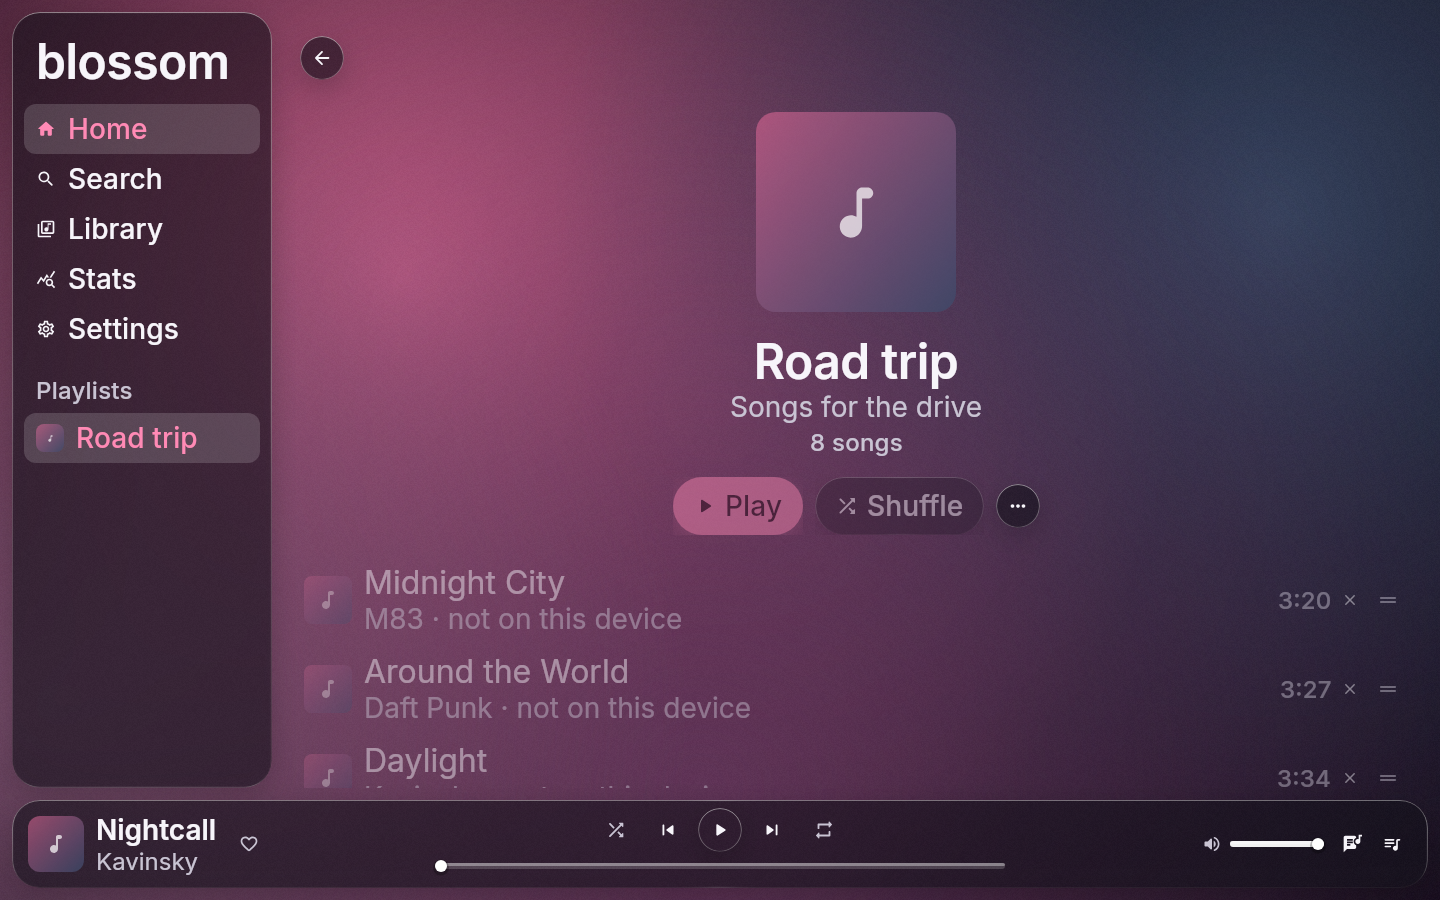 blossom
Home
Search
Library
Stats
Settings
Playlists
Road trip
Road trip
Songs for the drive
8 songs
Play
Shuffle
Midnight City
M83 · not on this device
3:20
Around the World
Daft Punk · not on this device
3:27
Daylight
3:34
Nightcall
Kavinsky